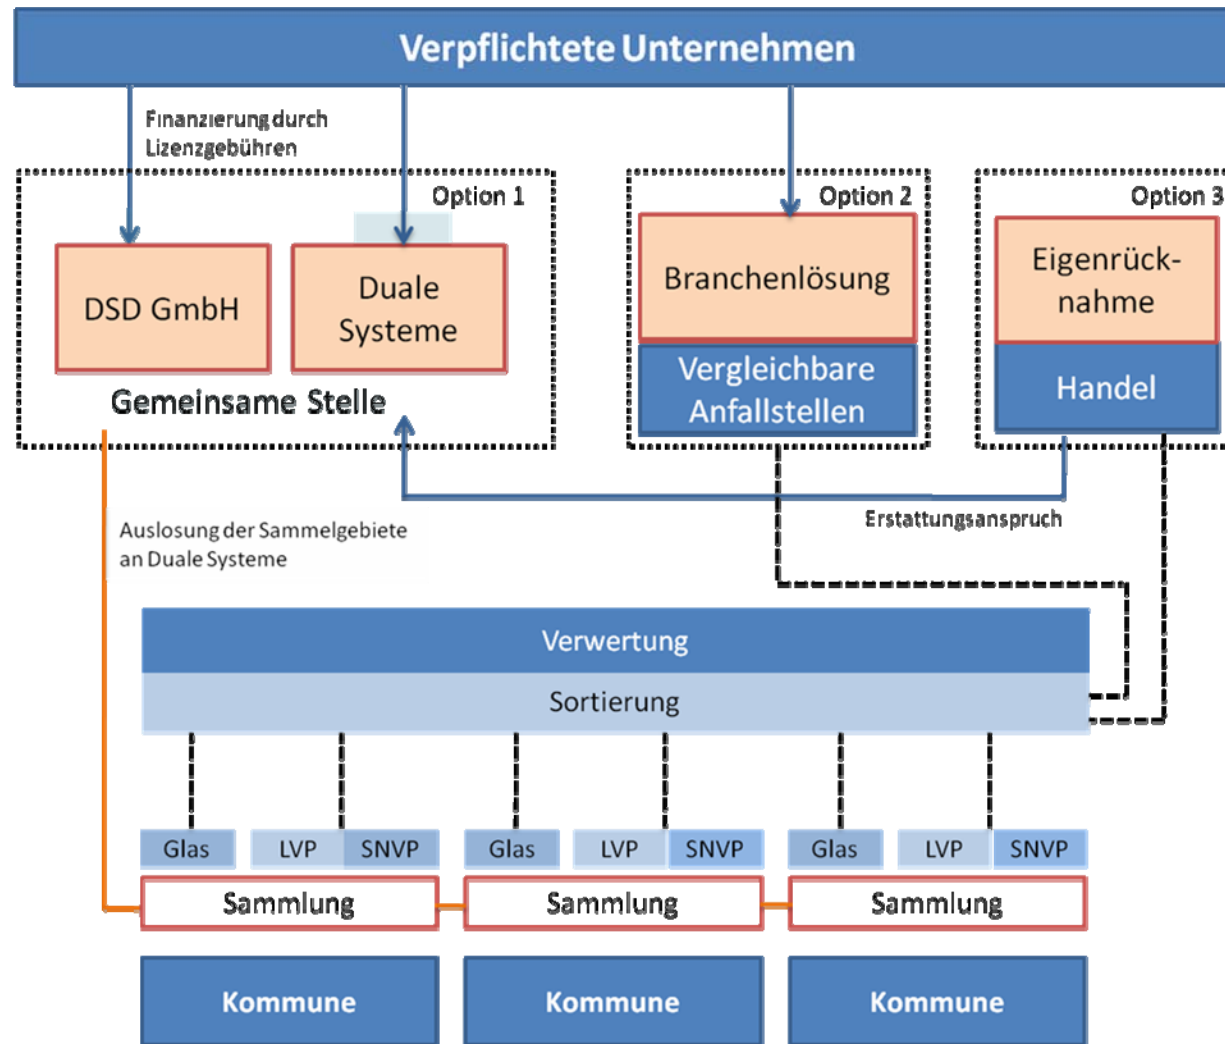 Verpflichtete Unternehmen
Finanzierung durch
Lizenzgebühren
Option 1
Option 2
Option 3
DSD GmbH
Duale
Systeme
Gemeinsame Stelle
Branchenlösung
Vergleichbare
Anfallstellen
Eigenrück-
nahme
Handel
Erstattungsanspruch
Auslosung der Sammelgebiete
an Duale Systeme
Verwertung
Sortierung
Glas LVP SNVP Glas LVP SNVP Glas LVP SNVP
Sammlung Sammlung Sammlung
Kommune Kommune Kommune